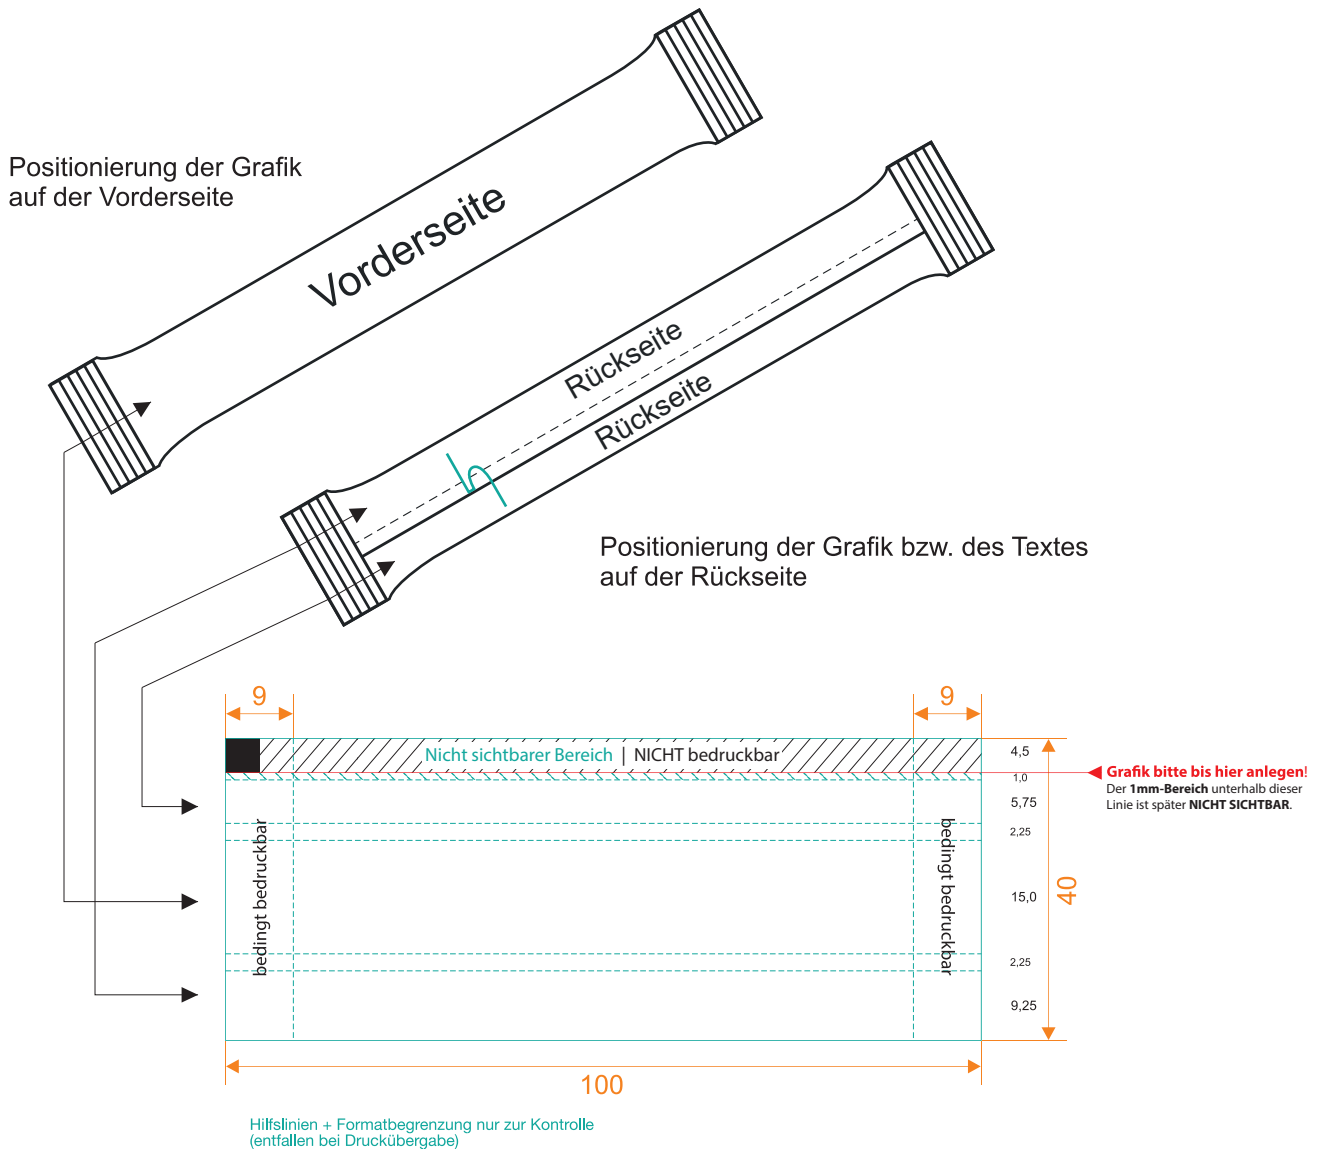 Positionierung der Grafik
auf der Vorderseite
Vorderseite
Rückseite
Rückseite
Positionierung der Grafik bzw. des Textes
auf der Rückseite
9
9
Nicht sichtbarer Bereich | NICHT bedruckbar
4,5
1,0
5,75
2,25
15,0
2,25
9,25
40
Grafik bitte bis hier anlegen!
Der 1mm-Bereich unterhalb dieser
Linie ist später NICHT SICHTBAR.
bedingt bedruckbar
bedingt bedruckbar
100
Hilfslinien + Formatbegrenzung nur zur Kontrolle
(entfallen bei Druckübergabe)